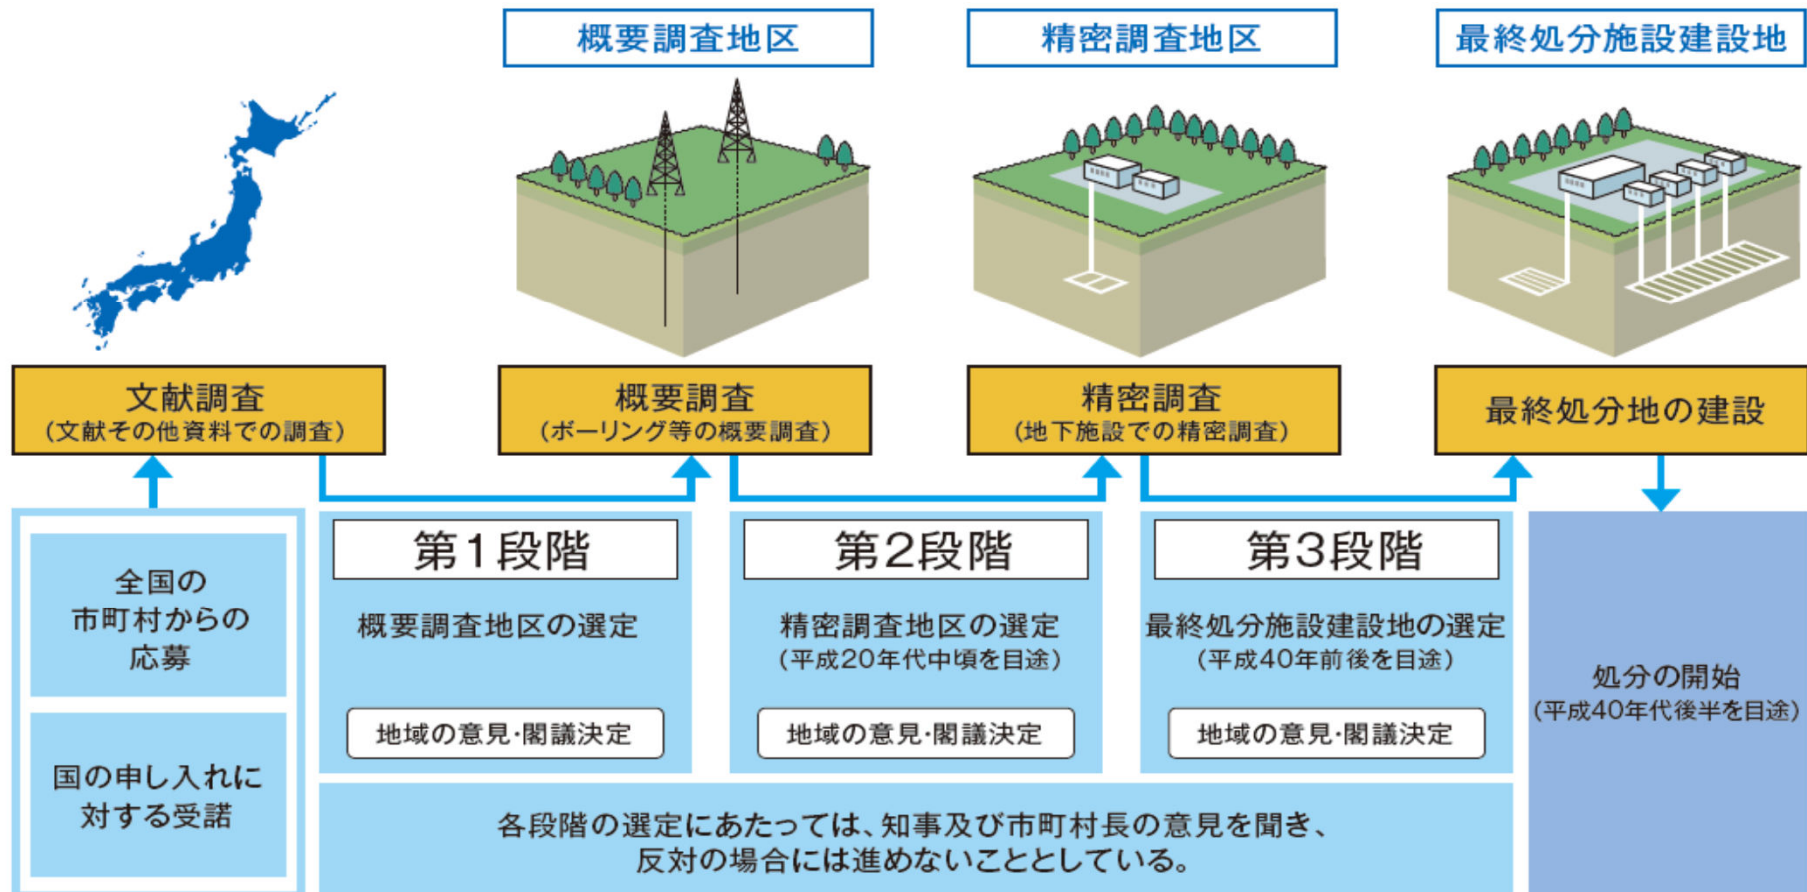 概要調査地区
精密調査地区
最終処分施設建設地
文献調査
(文献その他資料での調査)
概要調査
(ボーリング等の概要調査)
精密調査
(地下施設での精密調査)
最終処分地の建設
全国の
市町村からの
応募
国の申し入れに
対する受諾
第1段階
概要調査地区の選定
地域の意見・閣議決定
第2段階
精密調査地区の選定
(平成20年代中頃を目途)
地域の意見・閣議決定
第3段階
最終処分施設建設地の選定
(平成40年前後を目途)
地域の意見・閣議決定
各段階の選定にあたっては、知事及び市町村長の意見を聞き、
反対の場合には進めないこととしている。
処分の開始
(平成40年代後半を目途)